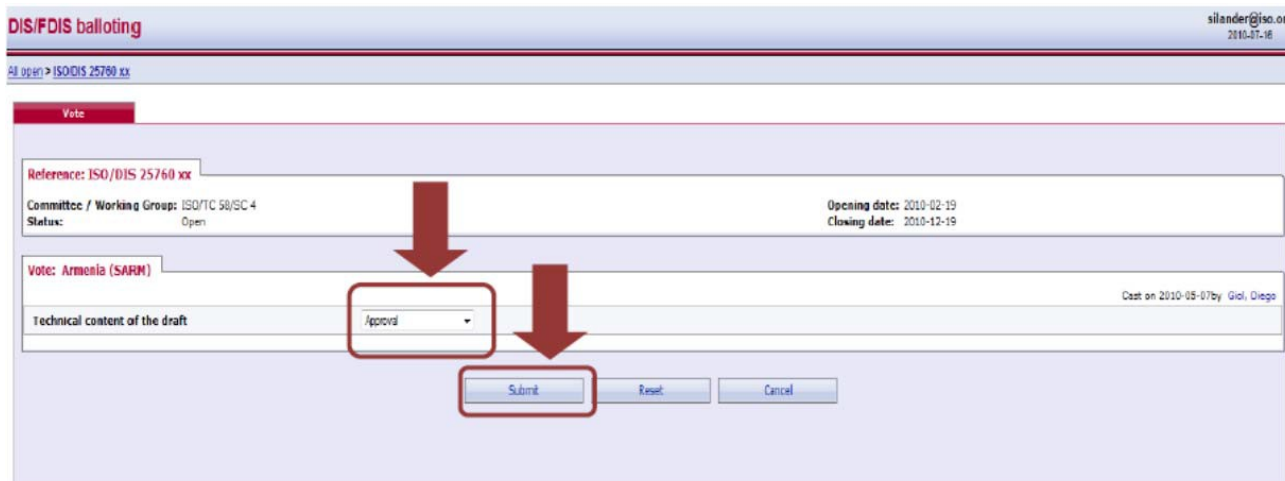 DIS/FDIS balloting
silander@iso.or
2010-07-16
All open > ISO/DIS 25760 xx
Vote
Reference: ISO/DIS 25760 xx
Committee / Working Group: ISO/TC 58/SC 4
Opening date: 2010-02-19
Status: Open
Closing date: 2010-12-19
Vote: Armenia (SARM)
Cast on 2010-05-07by Giol, Diego
Technical content of the draft
Approval
Submit Reset Cancel